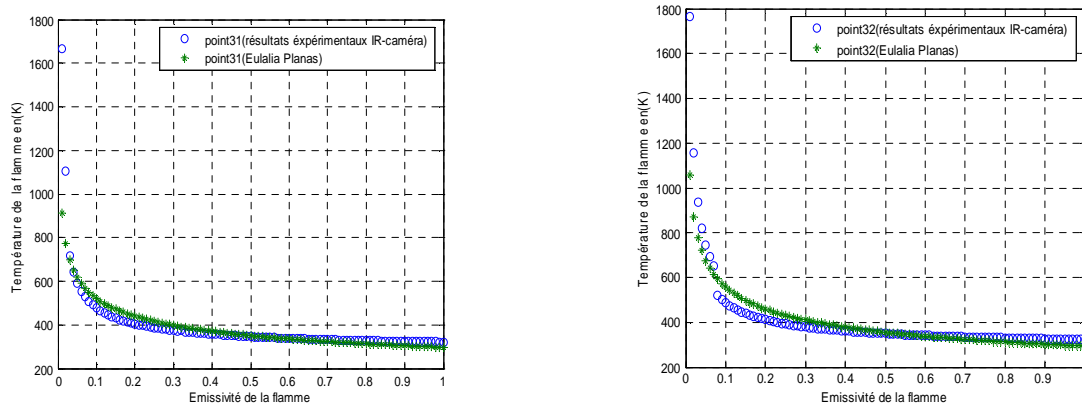 1800
1600
1400
1200
1000
800
600
400
200
Température de la flamme en(K)
point31(résultats éxpérimentaux IR-caméra)
point31(Eulalia Planas)
0 0.1 0.2 0.3 0.4 0.5 0.6 0.7 0.8 0.9 1
Emissivité de la flamme
1800
1600
1400
1200
1000
800
600
400
200
Température de la flamme en(K)
point32(résultats éxpérimentaux IR-caméra)
point32(Eulalia Planas)
0 0.1 0.2 0.3 0.4 0.5 0.6 0.7 0.8 0.9
Emissivité de la flamme